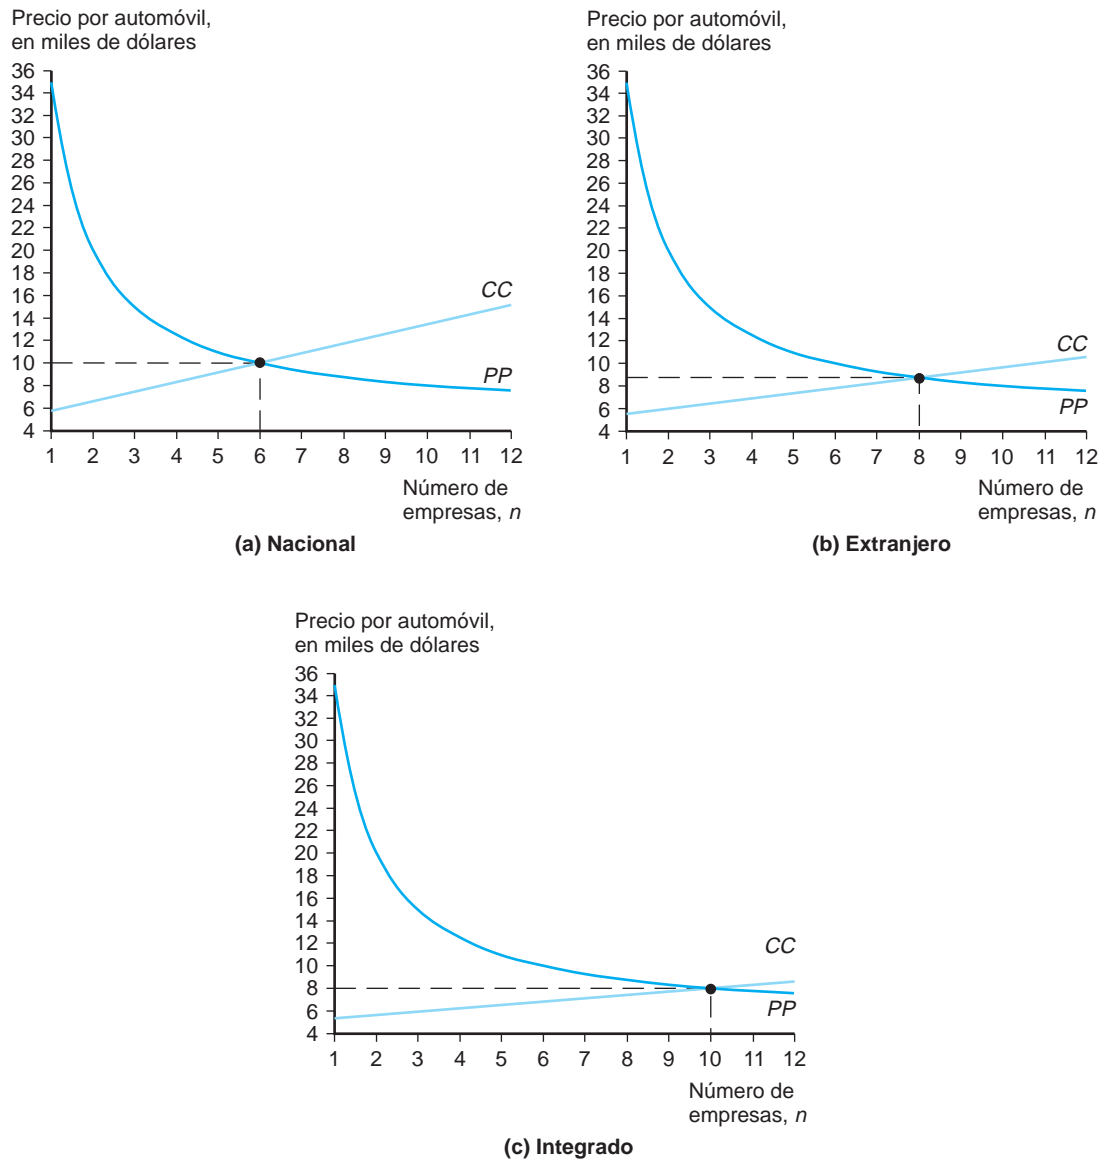 Precio por automóvil,
en miles de dólares
36
34
32
30
28
26
24
22
20
18
16
14
12
10
8
6
4
CC
PP
1 2 3 4 5 6 7 8 9 10 11 12
Número de
empresas, n
(a) Nacional
Precio por automóvil,
en miles de dólares
36
34
32
30
28
26
24
22
20
18
16
14
12
10
8
6
4
CC
PP
1 2 3 4 5 6 7 8 9 10 11 12
Número de
empresas, n
(b) Extranjero
Precio por automóvil,
en miles de dólares
36
34
32
30
28
26
24
22
20
18
16
14
12
10
8
6
4
CC
PP
1 2 3 4 5 6 7 8 9 10 11 12
Número de
empresas, n
(c) Integrado